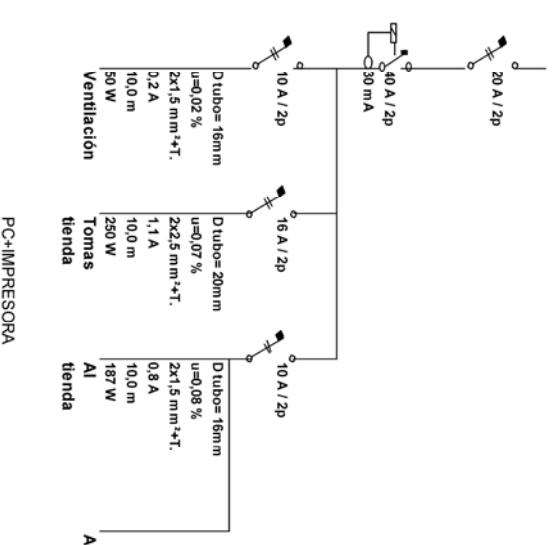 20 A / 2p
40 A / 2p
30 mA
10 A / 2p
D tubo= 16mm
u=0,02 %
2x1,5 mm²+T.
0,2 A
10,0 m
50 W
Ventilación
16 A / 2p
D tubo= 20mm
u=0,07 %
2x2,5 mm²+T.
1,1 A
10,0 m
250 W
Tomas
tienda
10 A / 2p
D tubo= 16mm
u=0,08 %
2x1,5 mm²+T.
0,8 A
10,0 m
187 W
Al
tienda
A
PC+IMPRESORA